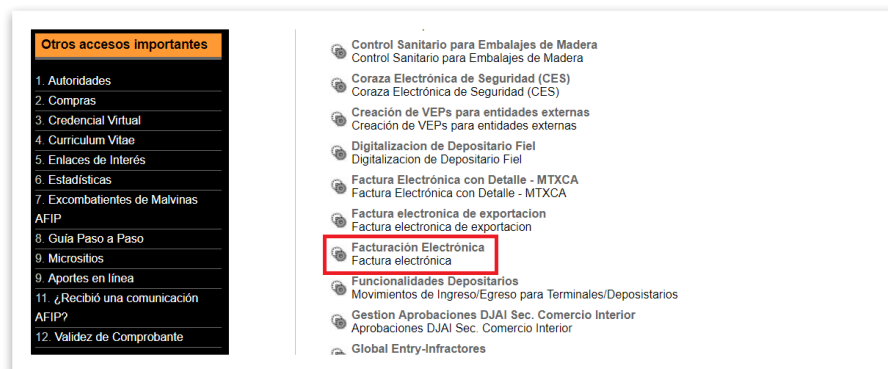 Otros accesos importantes
1. Autoridades
2. Compras
3. Credencial Virtual
4. Curriculum Vitae
5. Enlaces de Interés
6. Estadísticas
7. Excombatientes de Malvinas
AFIP
8. Guía Paso a Paso
9. Micrositios
9. Aportes en línea
11. ¿Recibió una comunicación
AFIP?
12. Validez de Comprobante
Control Sanitario para Embalajes de Madera
Control Sanitario para Embalajes de Madera
Coraza Electrónica de Seguridad (CES)
Coraza Electrónica de Seguridad (CES)
Creación de VEPs para entidades externas
Creación de VEPs para entidades externas
Digitalizacion de Depositario Fiel
Digitalizacion de Depositario Fiel
Factura Electrónica con Detalle - MTXCA
Factura Electrónica con Detalle - MTXCA
Factura electronica de exportacion
Factura electronica de exportacion
Facturación Electrónica
Factura electrónica
Funcionalidades Depositarios
Movimientos de Ingreso/Egreso para Terminales/Deposistarios
Gestion Aprobaciones DJAI Sec. Comercio Interior
Aprobaciones DJAI Sec. Comercio Interior
Global Entry-Infractores